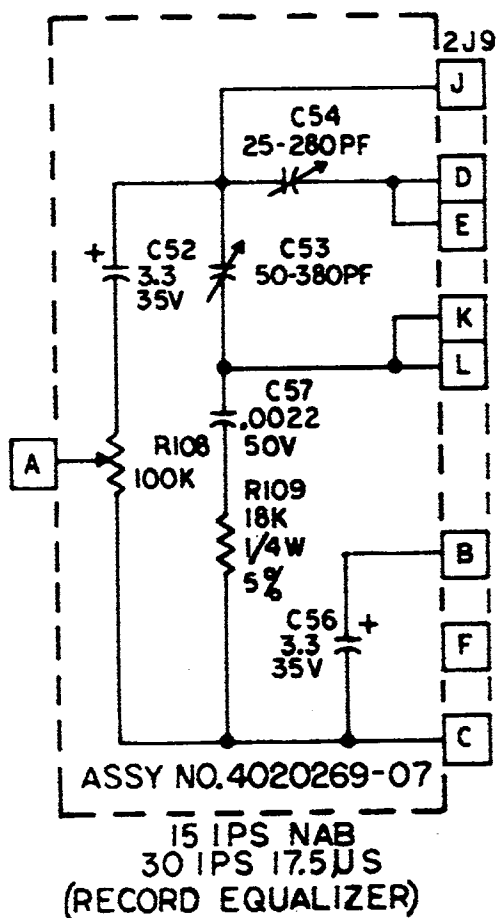 2J9
J
C54
25-280PF
D
E
+
C52
3.3
35V
C53
50-380PF
K
L
C57
.0022
50V
A
R108
100K
R109
18K
1/4W
5%
B
C56
+
3.3
35V
F
C
ASSY NO.4020269-07
15 IPS NAB
30 IPS 17.5µS
(RECORD EQUALIZER)